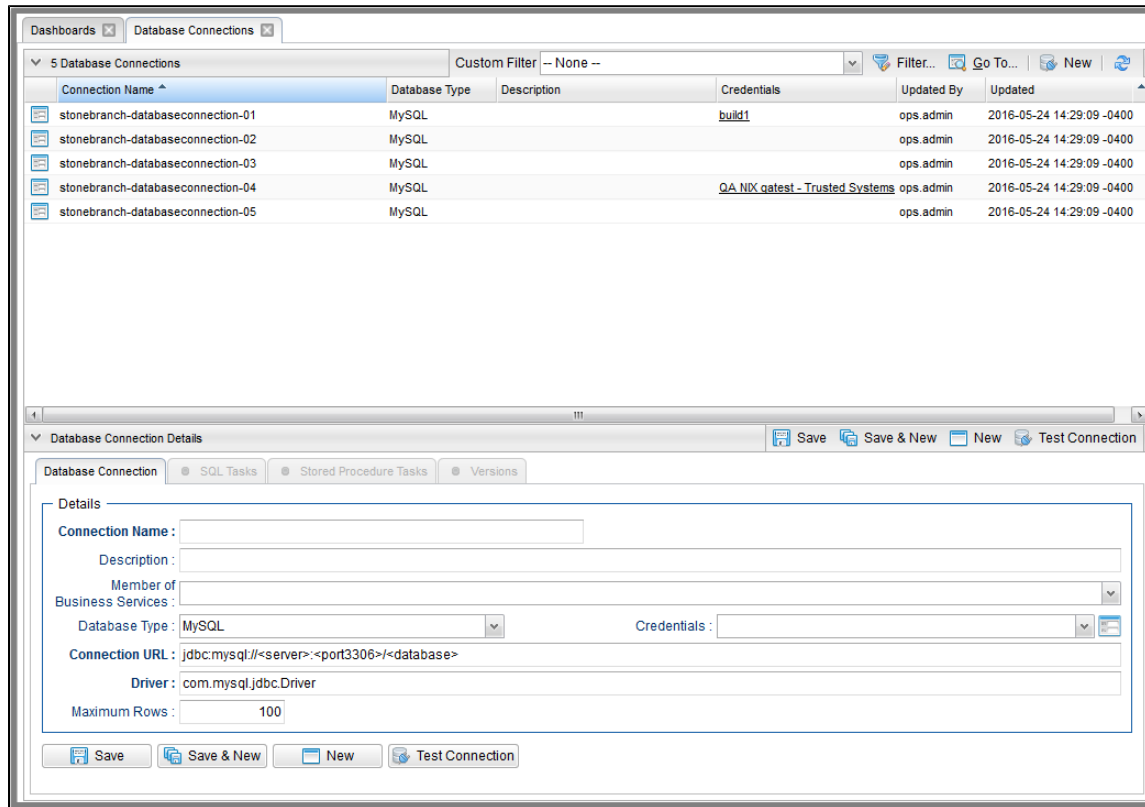 Dashboards Database Connections
5 Database Connections Custom Filter -- None -- Filter... Go To... New
Connection Name Database Type Description Credentials Updated By Updated
stonebranch-databaseconnection-01 MySQL build1 ops.admin 2016-05-24 14:29:09 -0400
stonebranch-databaseconnection-02 MySQL ops.admin 2016-05-24 14:29:09 -0400
stonebranch-databaseconnection-03 MySQL ops.admin 2016-05-24 14:29:09 -0400
stonebranch-databaseconnection-04 MySQL QA NIX qatest - Trusted Systems ops.admin 2016-05-24 14:29:09 -0400
stonebranch-databaseconnection-05 MySQL ops.admin 2016-05-24 14:29:09 -0400
Database Connection Details Save Save & New New Test Connection
Database Connection SQL Tasks Stored Procedure Tasks Versions
Details
Connection Name :
Description :
Member of
Business Services :
Database Type : MySQL Credentials :
Connection URL : jdbc:mysql://<server>:<port3306>/<database>
Driver : com.mysql.jdbc.Driver
Maximum Rows : 100
Save Save & New New Test Connection